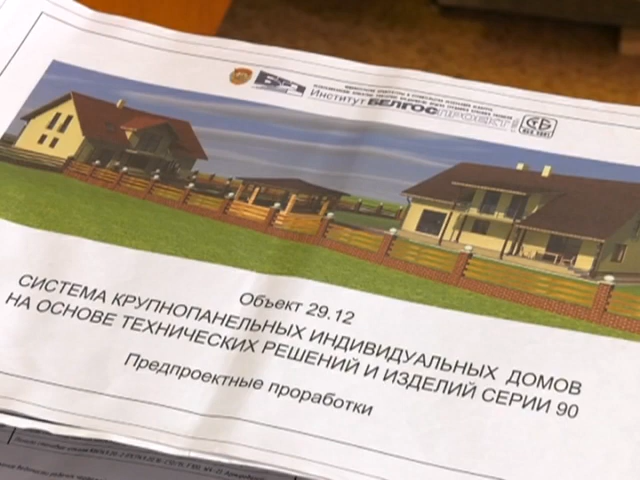 Институт БЕЛГОСПРОЕКТ
Объект 29.12
СИСТЕМА КРУПНОПАНЕЛЬНЫХ ИНДИВИДУАЛЬНЫХ ДОМОВ
НА ОСНОВЕ ТЕХНИЧЕСКИХ РЕШЕНИЙ И ИЗДЕЛИЙ СЕРИИ 90
Предпроектные проработки